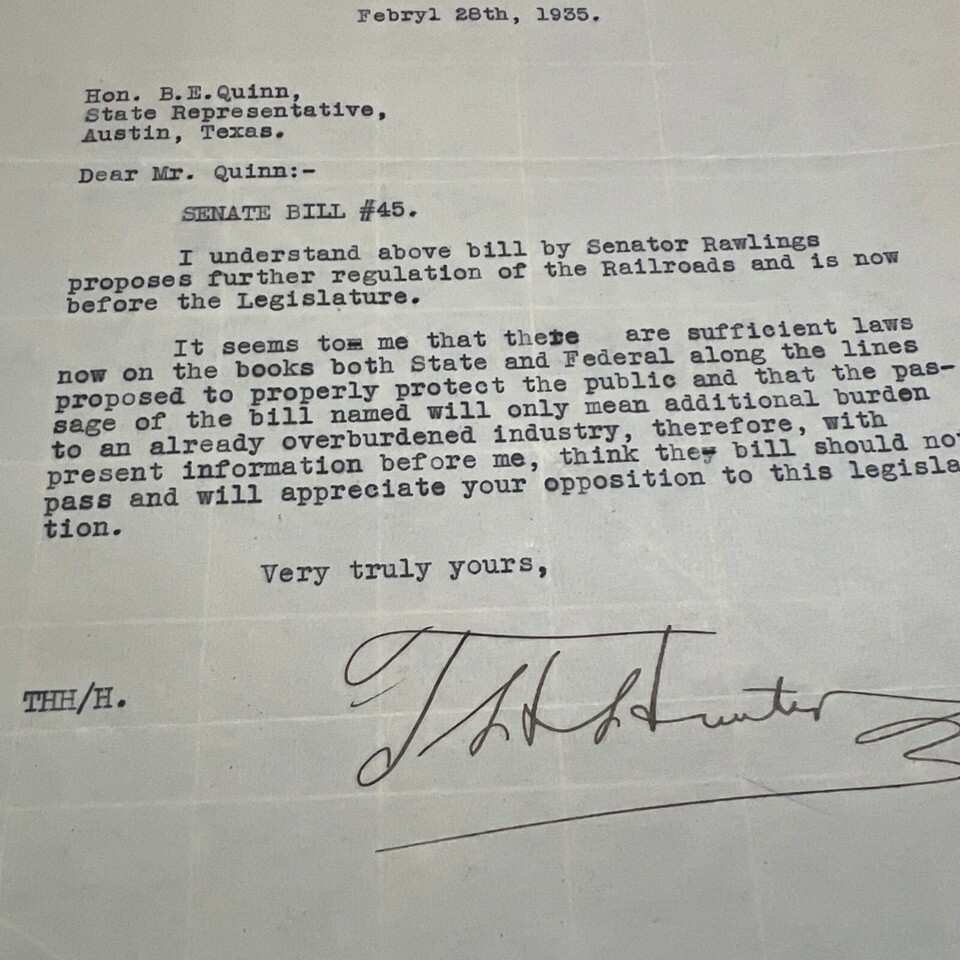 Febryl 28th, 1935.
Hon. B.E.Quinn,
State Representative,
Austin, Texas.
Dear Mr. Quinn:-
SENATE BILL #45.
I understand above bill by Senator Rawlings
proposes further regulation of the Railroads and is now
before the Legislature.
It seems to me that there are sufficient laws
now on the books both State and Federal along the lines
proposed to properly protect the public and that the pas-
sage of the bill named will only mean additional burden
to an already overburdened industry, therefore, with
present information before me, think the bill should not
pass and will appreciate your opposition to this legisla
tion.
Very truly yours,
THH/H.
T H Hunter